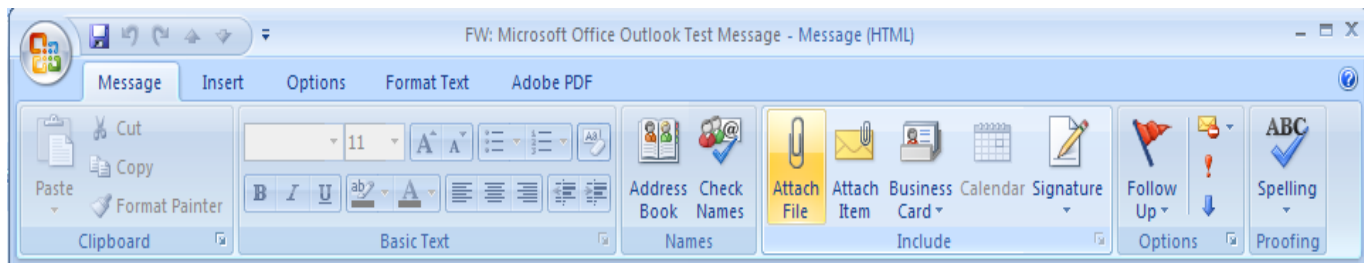 FW: Microsoft Office Outlook Test Message - Message (HTML)
Message Insert Options Format Text Adobe PDF
Cut
Copy
Paste
Format Painter
Clipboard
11
A A Aa
B I U ab A
Basic Text
Address Book
Check Names
Names
Attach File
Attach Item
Business Card
Calendar
Signature
Include
Follow Up
Options
ABC
Spelling
Proofing